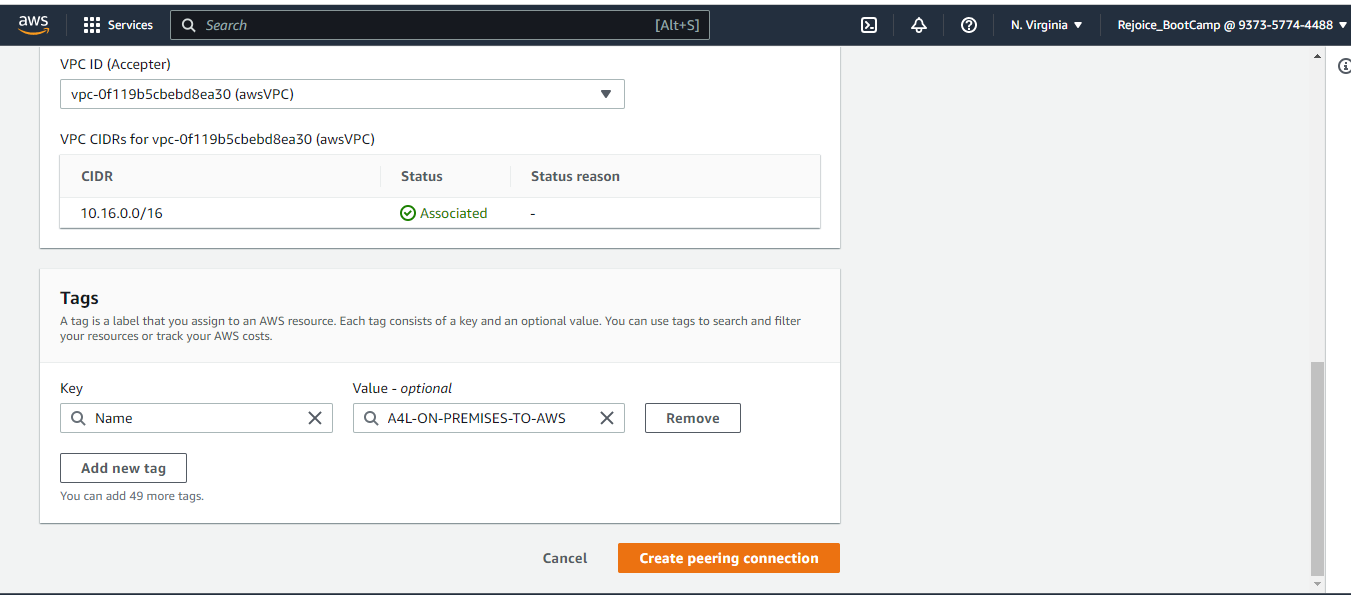 aws
Services
Search
[Alt+S]
N. Virginia
Rejoice_BootCamp @ 9373-5774-4488
VPC ID (Accepter)
vpc-0f119b5cbebd8ea30 (awsVPC)
VPC CIDRs for vpc-0f119b5cbebd8ea30 (awsVPC)
CIDR Status Status reason
10.16.0.0/16 Associated -
Tags
A tag is a label that you assign to an AWS resource. Each tag consists of a key and an optional value. You can use tags to search and filter
your resources or track your AWS costs.
Key Value - optional
Name A4L-ON-PREMISES-TO-AWS Remove
Add new tag
You can add 49 more tags.
Cancel Create peering connection